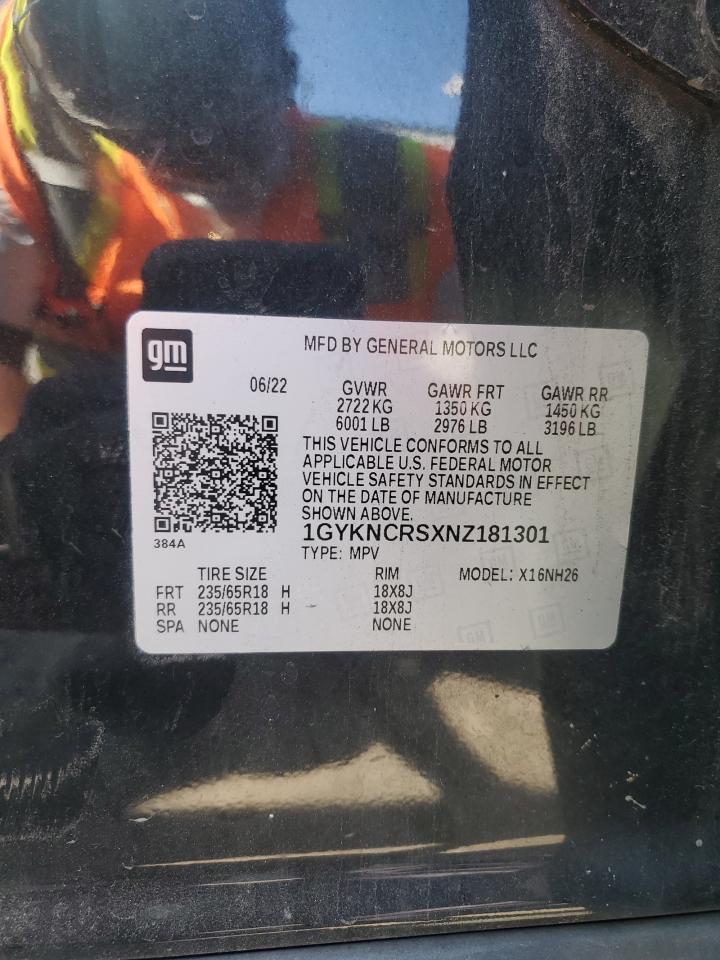 gm
MFD BY GENERAL MOTORS LLC
06/22 GVWR GAWR FRT GAWR RR
2722 KG 1350 KG 1450 KG
6001 LB 2976 LB 3196 LB
THIS VEHICLE CONFORMS TO ALL
APPLICABLE U.S. FEDERAL MOTOR
VEHICLE SAFETY STANDARDS IN EFFECT
ON THE DATE OF MANUFACTURE
SHOWN ABOVE.
1GYKNCRSXNZ181301
384A
TYPE: MPV
TIRE SIZE RIM MODEL: X16NH26
FRT 235/65R18 H 18X8J
RR 235/65R18 H 18X8J
SPA NONE NONE
GM GM